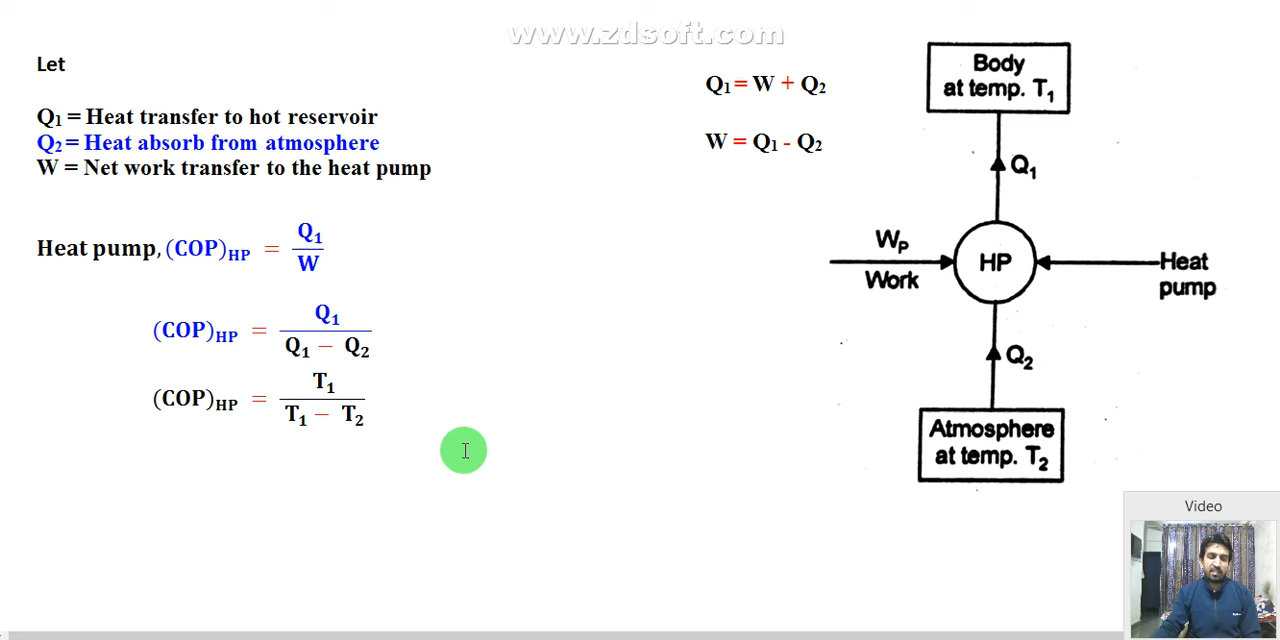 www.zdsoft.com
Let
Q1 = Heat transfer to hot reservoir
Q2 = Heat absorb from atmosphere
W = Net work transfer to the heat pump
Heat pump, (COP)HP = Q1 / W
(COP)HP = Q1 / Q1 − Q2
(COP)HP = T1 / T1 − T2
Q1 = W + Q2
W = Q1 - Q2
Body
at temp. T1
Q1
WP
Work
HP
Heat
pump
Q2
Atmosphere
at temp. T2
Video